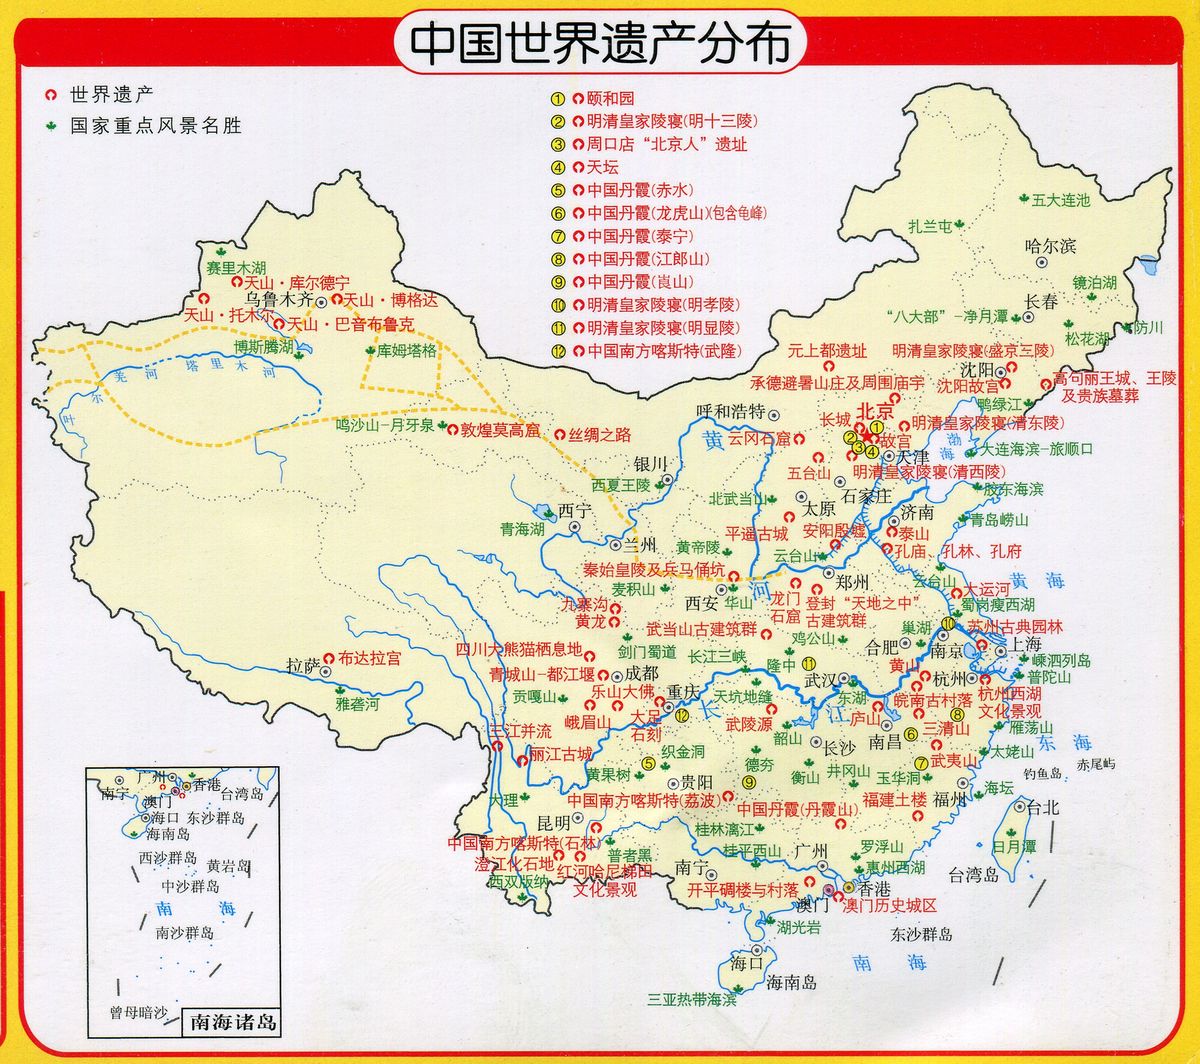 中国世界遗产分布
世界遗产
国家重点风景名胜
① 颐和园
② 明清皇家陵寝(明十三陵)
③ 周口店“北京人”遗址
④ 天坛
⑤ 中国丹霞(赤水)
⑥ 中国丹霞(龙虎山)(包含龟峰)
⑦ 中国丹霞(泰宁)
⑧ 中国丹霞(江郎山)
⑨ 中国丹霞(崀山)
⑩ 明清皇家陵寝(明孝陵)
⑪ 明清皇家陵寝(明显陵)
⑫ 中国南方喀斯特(武隆)
五大连池
扎兰屯
哈尔滨
赛里木湖
天山·库尔德宁
乌鲁木齐
天山·博格达
天山·托木尔
天山·巴音布鲁克
博斯腾湖
库姆塔格
塔里木河
叶尔羌河
镜泊湖
长春
“八大部”-净月潭
防川
松花湖
元上都遗址
明清皇家陵寝(盛京三陵)
沈阳
承德避暑山庄及周围庙宇
沈阳故宫
高句丽王城、王陵
及贵族墓葬
鸭绿江
呼和浩特
北京
长城
明清皇家陵寝(清东陵)
①
②
③
④
故宫
渤海
鸣沙山-月牙泉
敦煌莫高窟
丝绸之路
黄
云冈石窟
天津
大连海滨-旅顺口
银川
五台山
明清皇家陵寝(清西陵)
西夏王陵
北武当山
石家庄
胶东海滨
太原
济南
西宁
青海湖
青岛崂山
平遥古城
安阳殷墟
泰山
兰州
黄帝陵
云台山
孔庙、孔林、孔府
秦始皇陵及兵马俑坑
河
郑州
云台山
黄海
麦积山
西安
华山
龙门
石窟
登封“天地之中”
古建筑群
大运河
蜀岗瘦西湖
九寨沟
黄龙
武当山古建筑群
鸡公山
巢湖
⑩
苏州古典园林
四川大熊猫栖息地
剑门蜀道
长江三峡
隆中
⑪
合肥
南京
上海
拉萨
布达拉宫
青城山-都江堰
成都
武汉
黄山
杭州
嵊泗列岛
普陀山
雅砻河
贡嘎山
乐山大佛
重庆
天坑地缝
东湖
皖南古村落
杭州西湖
文化景观
峨眉山
大足
石刻
⑫
长
武陵源
江
庐山
⑧
雁荡山
三江并流
韶山
南昌
⑥
三清山
东海
丽江古城
织金洞
长沙
太姥山
黄果树
⑤
德夯
衡山
井冈山
⑦
武夷山
钓鱼岛
赤尾屿
贵阳
⑨
玉华洞
大理
中国南方喀斯特(荔波)
中国丹霞(丹霞山)
福建土楼
福州
海坛
昆明
桂林漓江
台北
中国南方喀斯特(石林)
普者黑
桂平西山
罗浮山
日月潭
澄江化石地
红河哈尼梯田
文化景观
南宁
广州
惠州西湖
台湾岛
西双版纳
开平碉楼与村落
香港
澳门
澳门历史城区
湖光岩
东沙群岛
海口
海南岛
南海
三亚热带海滨
广州
香港
南宁
澳门
台湾岛
海口
东沙群岛
海南岛
西沙群岛
黄岩岛
中沙群岛
南海
南沙群岛
曾母暗沙
南海诸岛